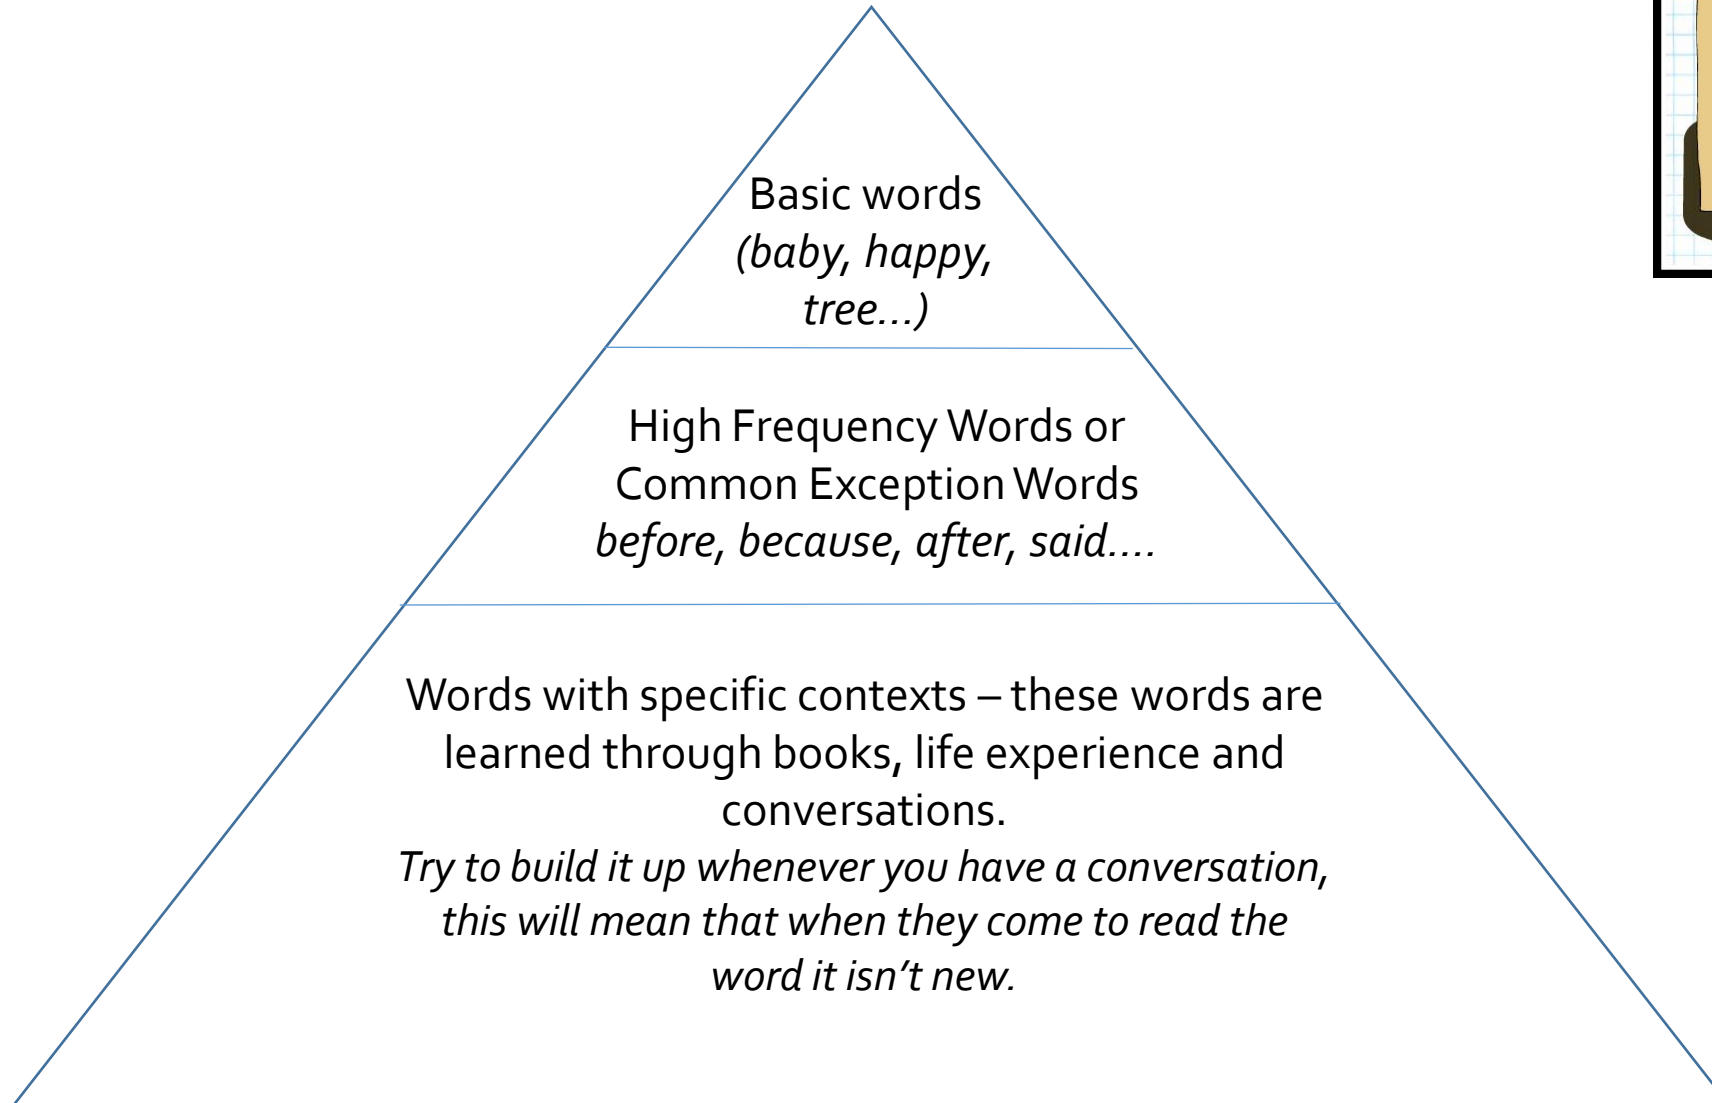 Basic words
(baby, happy,
tree...)
High Frequency Words or
Common Exception Words
before, because, after, said....
Words with specific contexts – these words are
learned through books, life experience and
conversations.
Try to build it up whenever you have a conversation,
this will mean that when they come to read the
word it isn’t new.